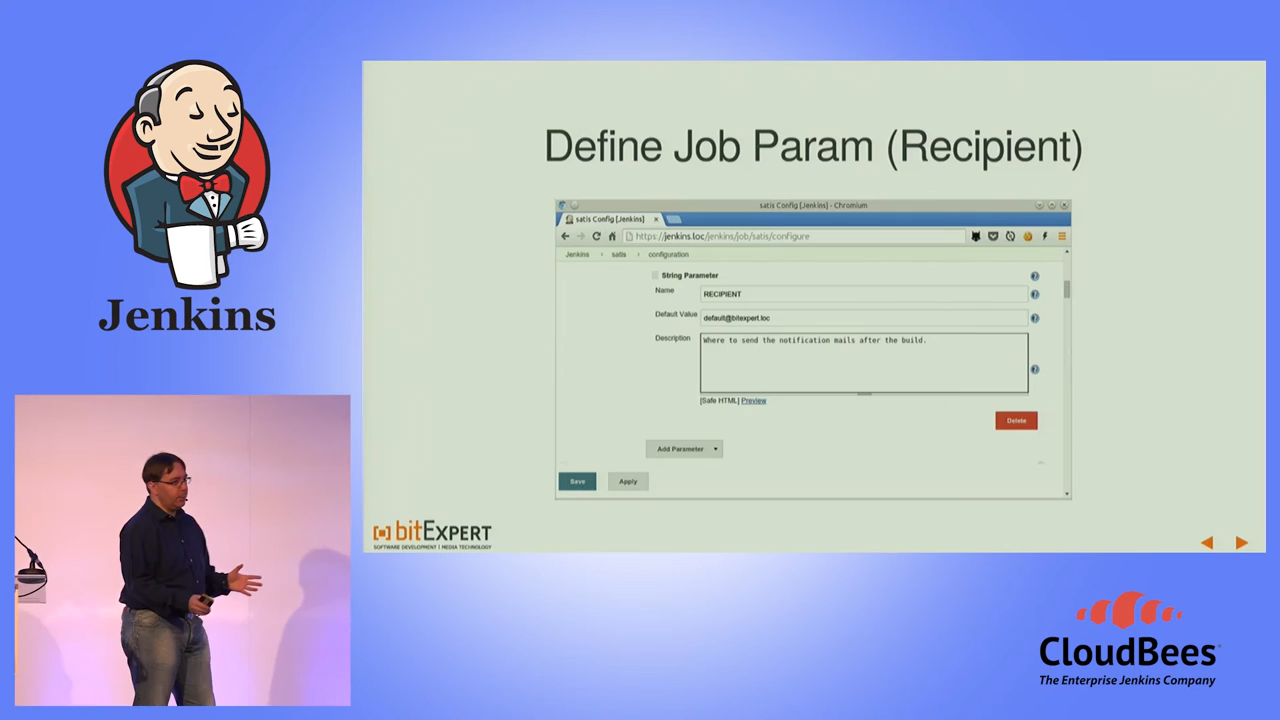 Jenkins
Define Job Param (Recipient)
satis Config [Jenkins] - Chromium
satis Config [Jenkins]
https://jenkins.loc/jenkins/job/satis/configure
Jenkins › satis › configuration
String Parameter
Name
RECIPIENT
Default Value
default@bitexpert.loc
Description
Where to send the notification mails after the build.
[Safe HTML] Preview
Delete
Add Parameter
Save
Apply
bitExpert
SOFTWARE DEVELOPMENT | MEDIA TECHNOLOGY
CloudBees
The Enterprise Jenkins Company